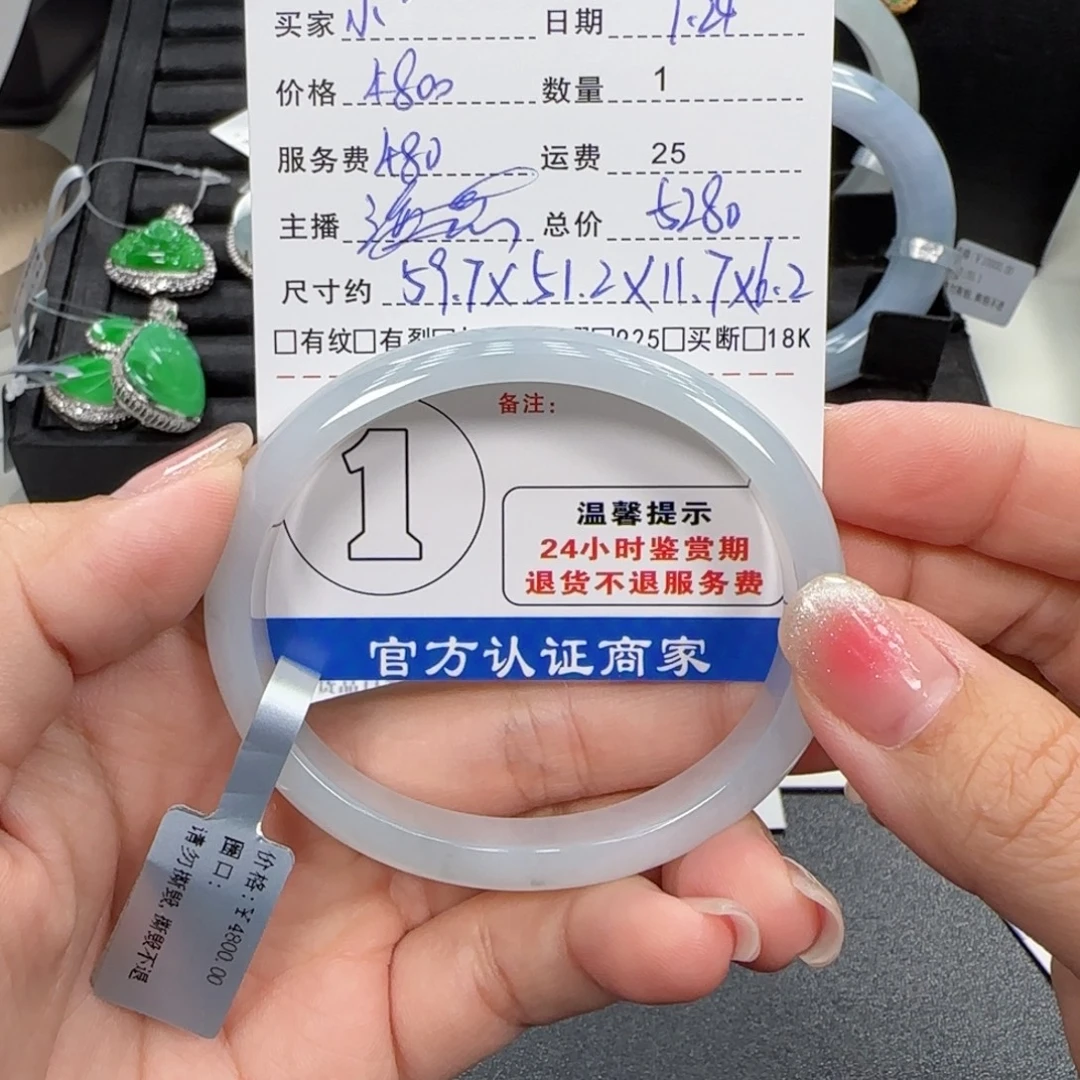 买家 小 日期 1.24
价格 4800 数量 1
服务费 480 运费 25
主播 总价 5280
尺寸约 59.7X51.2X11.7X6.2
□有纹□有裂 925□买断□18K
备注：
1
温馨提示
24小时鉴赏期
退货不退服务费
官方认证商家
价格：￥4800.00
圈口：
请勿撕毁，撕毁不退